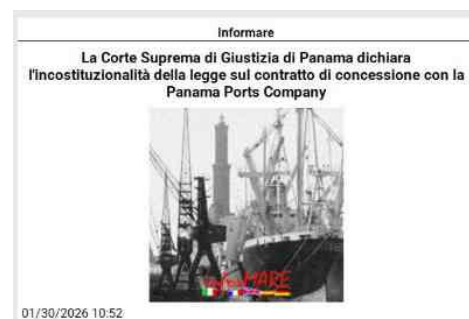 Informare
La Corte Suprema di Giustizia di Panama dichiara
l'incostituzionalità della legge sul contratto di concessione con la
Panama Ports Company
inforMARE
01/30/2026 10:52